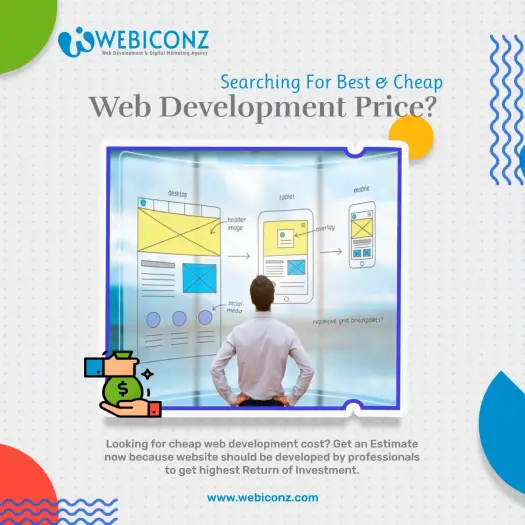 WEBICONZ
Web Development & Digital Marketing Agency
Searching For Best & Cheap
Web Development Price?
desktop
tablet
mobile
header
image
overlay
social
media
responsive grid breakpoints?
$
Looking for cheap web development cost? Get an Estimate
now because website should be developed by professionals
to get highest Return of Investment.
www.webiconz.com